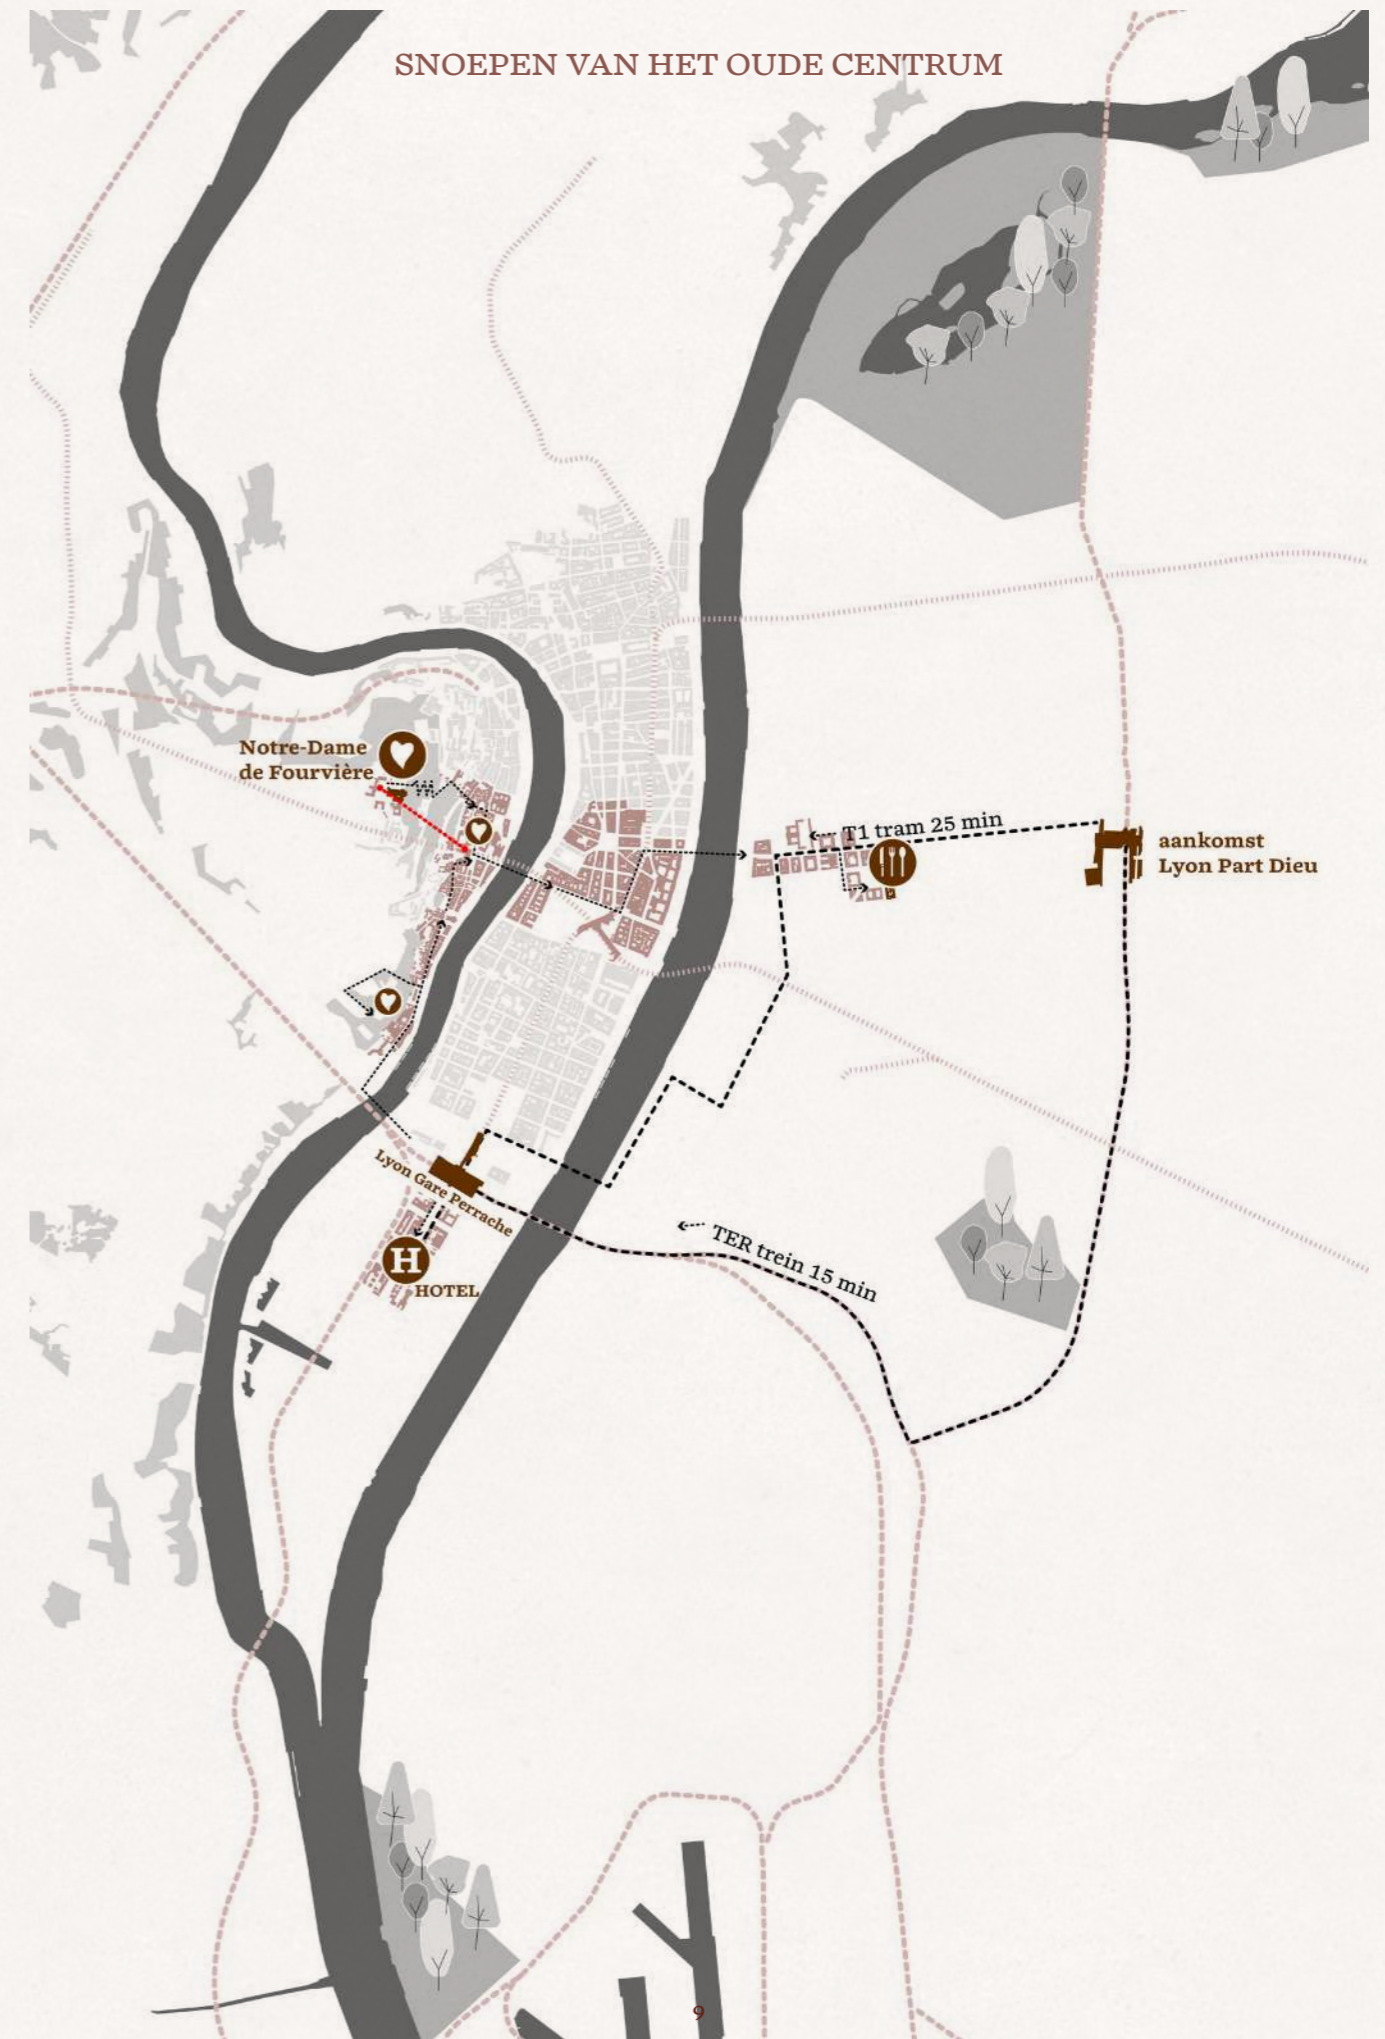 SNOEPEN VAN HET OUDE CENTRUM
Notre-Dame
de Fourvière
T1 tram 25 min
aankomst
Lyon Part Dieu
Lyon Gare Perrache
TER trein 15 min
H
HOTEL
9